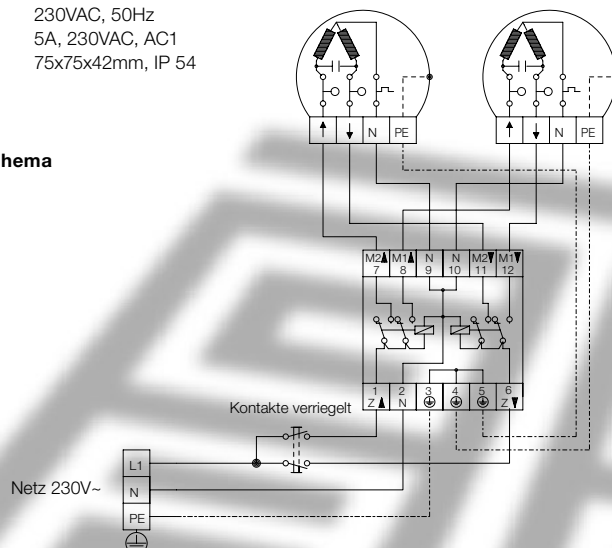 230VAC, 50Hz
5A, 230VAC, AC1
75x75x42mm, IP 54
hema
N PE
N PE
M2 M1 N N M2 M1
7 8 9 10 11 12
1 2 3 4 5 6
Z N Z
Kontakte verriegelt
L1
Netz 230V~ N
PE